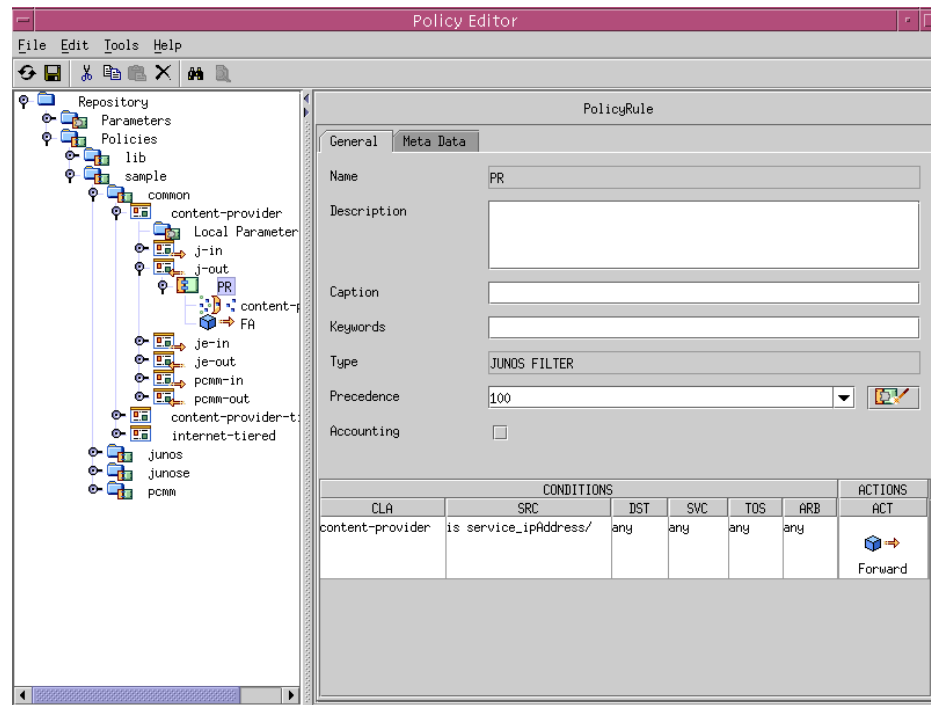 Policy Editor
File Edit Tools Help
Repository
Parameters
Policies
lib
sample
common
content-provider
Local Parameter
j-in
j-out
PR
content-
FA
je-in
je-out
pcmm-in
pcmm-out
content-provider-t
internet-tiered
junos
junose
pcmm
PolicyRule
General Meta Data
Name PR
Description
Caption
Keywords
Type JUNOS FILTER
Precedence 100
Accounting
CONDITIONS ACTIONS
CLA SRC DST SVC TOS ARB ACT
content-provider is service_ipAddress/ any any any any
Forward